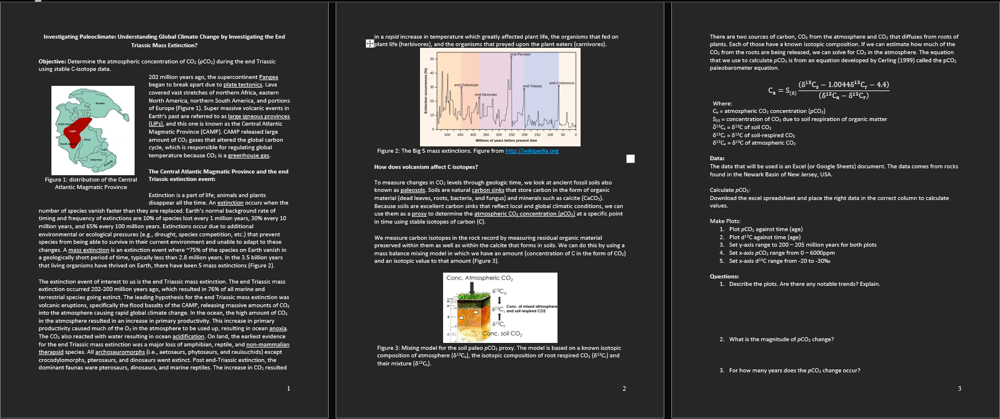 Investigating Paleoclimate: Understanding Global Climate Change by Investigating the End
Triassic Mass Extinction?
Objective: Determine the atmospheric concentration of CO₂ (pCO₂) during the end Triassic
using stable C-isotope data.
202 million years ago, the supercontinent Pangea
began to break apart due to plate tectonics. Lava
covered vast stretches of northern Africa, eastern
North America, northern South America, and portions
of Europe (Figure 1). Super massive volcanic events in
Earth's past are referred to as large igneous provinces
(LIPs), and this one is known as the Central Atlantic
Magmatic Province (CAMP). CAMP released large
amount of CO₂ gases that altered the global carbon
cycle, which is responsible for regulating global
temperature because CO₂ is a greenhouse gas.
Eurasia
North America
CAMP
South America
Africa
India
Antarctica
Australia
Figure 1: distribution of the Central
Atlantic Magmatic Province
The Central Atlantic Magmatic Province and the end
Triassic extinction event:
Extinction is a part of life; animals and plants
disappear all the time. An extinction occurs when the
number of species vanish faster than they are replaced. Earth's normal background rate of
timing and frequency of extinctions are 10% of species lost every 1 million years, 30% every 10
million years, and 65% every 100 million years. Extinctions occur due to additional
environmental or ecological pressures (e.g., drought, species competition, etc.) that prevent
species from being able to survive in their current environment and unable to adapt to these
changes. A mass extinction is an extinction event where ~75% of the species on Earth vanish in
a geologically short period of time, typically less than 2.8 million years. In the 3.5 billion years
that living organisms have thrived on Earth, there have been 5 mass extinctions (Figure 2).
The extinction event of interest to us is the end Triassic mass extinction. The end Triassic mass
extinction occurred 202-200 million years ago, which resulted in 76% of all marine and
terrestrial species going extinct. The leading hypothesis for the end Triassic mass extinction was
volcanic eruptions, specifically the flood basalts of the CAMP, releasing massive amounts of CO₂
into the atmosphere causing rapid global climate change. In the ocean, the high amount of CO₂
in the atmosphere resulted in an increase in primary productivity. This increase in primary
productivity caused much of the O₂ in the atmosphere to be used up, resulting in ocean anoxia.
The CO₂ also reacted with water resulting in ocean acidification. On land, the earliest evidence
for the end Triassic mass extinction was a major loss of amphibian, reptile, and non-mammalian
therapsid species. All archosauromorphs (i.e., aetosaurs, phytosaurs, and rauisuchids) except
crocodylomorphs, pterosaurs, and dinosaurs went extinct. Post end-Triassic extinction, the
dominant faunas ware pterosaurs, dinosaurs, and marine reptiles. The increase in CO₂ resulted
1
in a rapid increase in temperature which greatly affected plant life, the organisms that fed on
plant life (herbivores), and the organisms that preyed upon the plant eaters (carnivores).
Extinction occurrences (%)
50
40
30
20
10
0
end-Ordovician
end-Devonian
end-Permian
end-Triassic
end-Cretaceous
500 450 400 350 300 250 200 150 100 50 0
Millions of years before present time
Figure 2: The Big 5 mass extinctions. Figure from http://wikipedia.org
How does volcanism affect C isotopes?
To measure changes in CO₂ levels through geologic time, we look at ancient fossil soils also
known as paleosols. Soils are natural carbon sinks that store carbon in the form of organic
material (dead leaves, roots, bacteria, and fungus) and minerals such as calcite (CaCO₃).
Because soils are excellent carbon sinks that reflect local and global climatic conditions, we can
use them as a proxy to determine the atmospheric CO₂ concentration (pCO₂) at a specific point
in time using stable isotopes of carbon (C).
We measure carbon isotopes in the rock record by measuring residual organic material
preserved within them as well as within the calcite that forms in soils. We can do this by using a
mass balance mixing model in which we have an amount (concentration of C in the form of CO₂)
and an isotopic value to that amount (Figure 3).
Conc. Atmospheric CO₂
δ¹³Cₐ
δ¹³Cₛ Conc. of mixed atmosphere
and soil respired CO2
δ¹³Cᵣ
Conc. soil CO₂
O
A
B
C
Figure 3: Mixing model for the soil paleo pCO₂ proxy. The model is based on a known isotopic
composition of atmosphere (δ¹³Cₐ), the isotopic composition of root respired CO₂ (δ¹³Cᵣ) and
their mixture (δ¹³Cₛ).
2
There are two sources of carbon, CO₂ from the atmosphere and CO₂ that diffuses from roots of
plants. Each of those have a known isotopic composition. If we can estimate how much of the
CO₂ from the roots are being released, we can solve for CO₂ in the atmosphere. The equation
that we use to calculate pCO₂ is from an equation developed by Cerling (1999) called the pCO₂
paleobarometer equation.
Cₐ = S₍z₎ (δ¹³Cₛ − 1.0044δ¹³Cᵣ − 4.4) / (δ¹³Cₐ − δ¹³Cᵣ)
Where:
Cₐ = atmospheric CO₂ concentration (pCO₂)
S₍z₎ = concentration of CO₂ due to soil respiration of organic matter
δ¹³Cₛ = δ¹³C of soil CO₂
δ¹³Cᵣ = δ¹³C of soil-respired CO₂
δ¹³Cₐ = δ¹³C of atmospheric CO₂
Data:
The data that will be used is an Excel (or Google Sheets) document. The data comes from rocks
found in the Newark Basin of New Jersey, USA.
Calculate pCO₂:
Download the excel spreadsheet and place the right data in the correct column to calculate
values.
Make Plots:
1. Plot pCO₂ against time (age)
2. Plot d¹³C against time (age)
3. Set y-axis range to 200 – 205 million years for both plots
4. Set x-axis pCO₂ range from 0 – 6000ppm
5. Set x-axis d¹³C range from -20 to -30‰
Questions:
1. Describe the plots. Are there any notable trends? Explain.
2. What is the magnitude of pCO₂ change?
3. For how many years does the pCO₂ change occur?
3